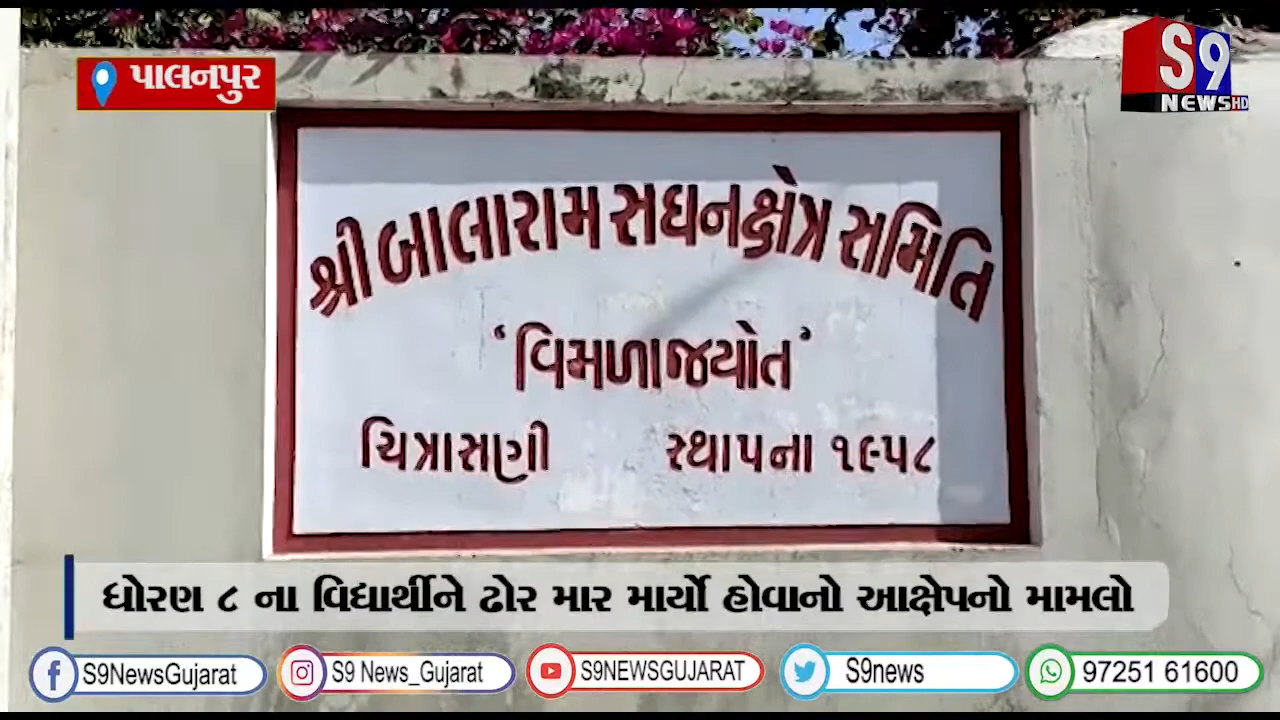 પાલનપુર
S9
NEWS HD
શ્રી બાલારામ સઘનક્ષેત્ર સમિતિ
'વિમળાજ્યોત'
ચિત્રાસણી સ્થાપના ૧૯૫૮
ધોરણ ૮ ના વિદ્યાર્થીને ઢોર માર માર્યો હોવાનો આક્ષેપનો મામલો
S9NewsGujarat S9 News_Gujarat S9NEWSGUJARAT S9news 97251 61600